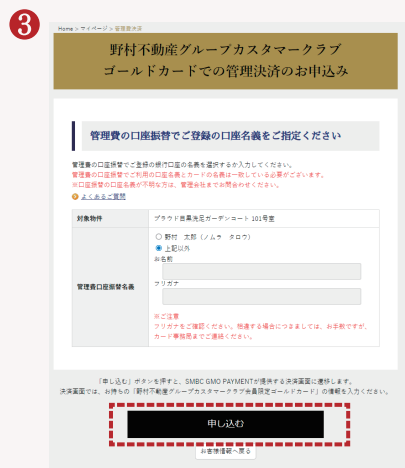 3
Home > マイページ > 管理費決済
野村不動産グループカスタマークラブ
ゴールドカードでの管理決済のお申込み
管理費の口座振替でご登録の口座名義をご指定ください
管理費の口座振替でご登録の銀行口座の名義を選択するか入力してください。
管理費の口座振替でご利用の口座名義とカードの名義は一致している必要がございます。
※口座振替の口座名義が不明な方は、管理会社までお問合わせください。
よくあるご質問
対象物件
プラウド目黒洗足ガーデンコート 101号室
管理費口座振替名義
野村 太郎（ノムラ タロウ）
上記以外
お名前
フリガナ
※ご注意
フリガナをご確認ください。相違する場合につきましては、お手数ですが、
カード事務局までご連絡ください。
「申し込む」ボタンを押すと、SMBC GMO PAYMENTが提供する決済画面に遷移します。
決済画面では、お持ちの「野村不動産グループカスタマークラブ会員限定ゴールドカード」の情報を入力ください。
申し込む
お客様情報へ戻る